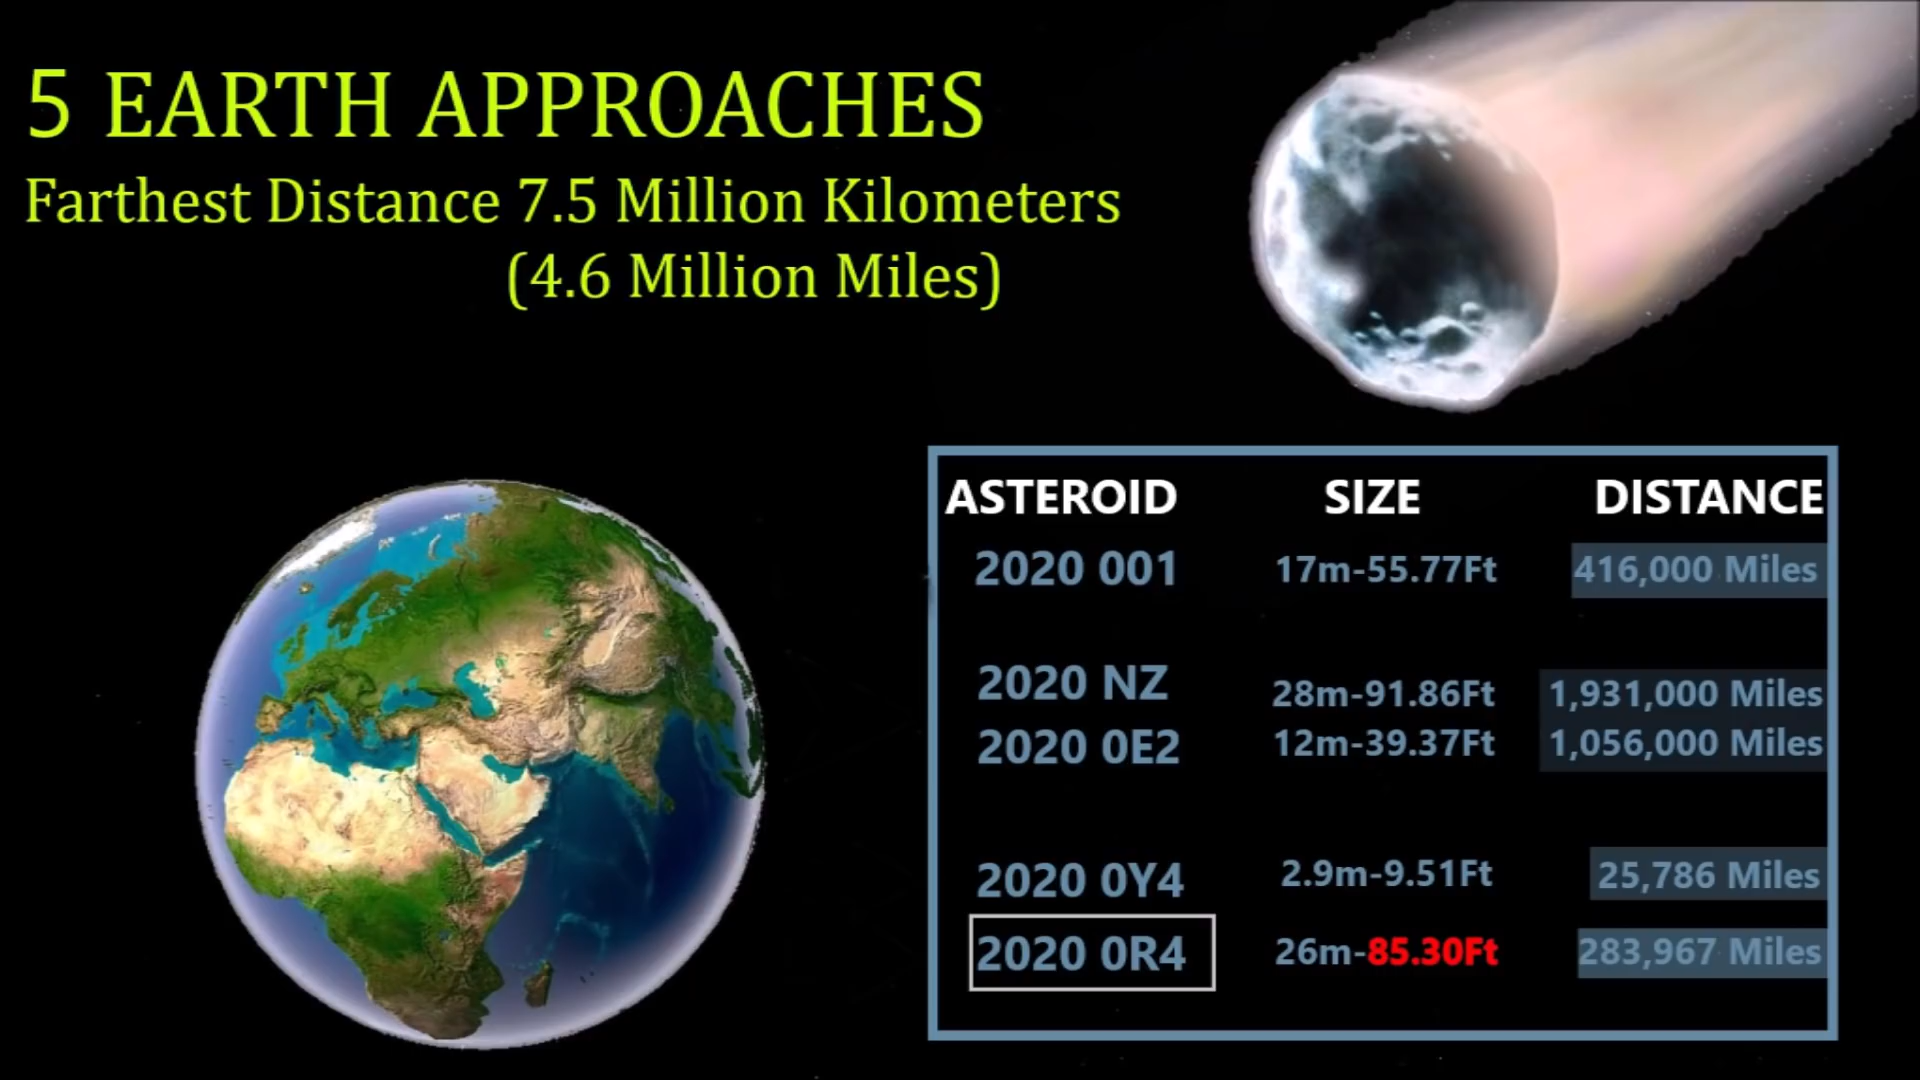 5 EARTH APPROACHES
Farthest Distance 7.5 Million Kilometers
(4.6 Million Miles)
ASTEROID SIZE DISTANCE
2020 001 17m-55.77Ft 416,000 Miles
2020 NZ 28m-91.86Ft 1,931,000 Miles
2020 0E2 12m-39.37Ft 1,056,000 Miles
2020 0Y4 2.9m-9.51Ft 25,786 Miles
2020 0R4 26m-85.30Ft 283,967 Miles